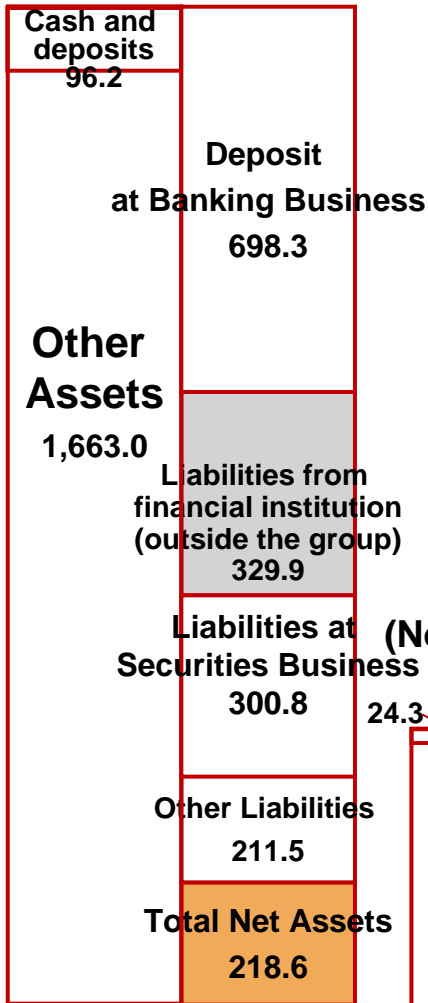 Cash and
deposits
96.2
Deposit
at Banking Business
698.3
Other
Assets
1,663.0
Liabilities from
financial institution
(outside the group)
329.9
Liabilities at
Securities Business
300.8
24.3
Other Liabilities
211.5
Total Net Assets
218.6